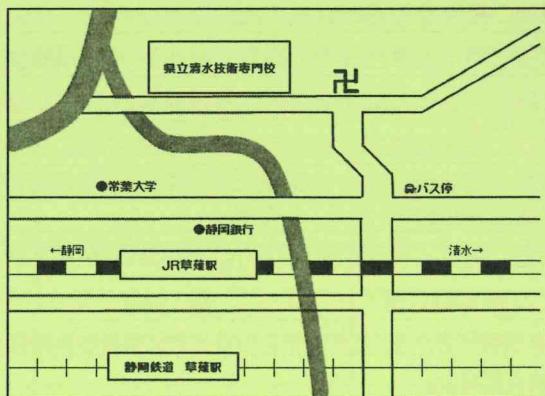 県立清水技術専門校
卍
●常葉大学
バス停
●静岡銀行
←静岡
清水→
JR草薙駅
静岡鉄道 草薙駅